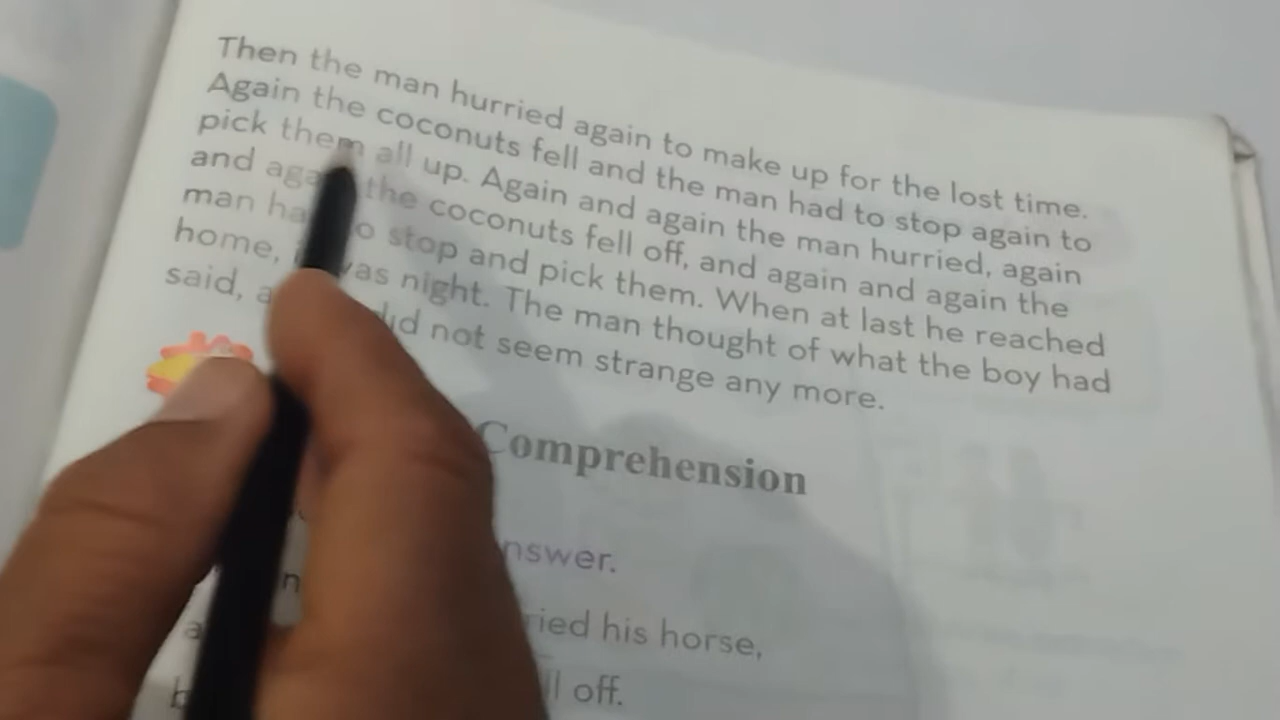 Then the man hurried again to make up for the lost time.
Again the coconuts fell and the man had to stop again to
pick them all up. Again and again the man hurried, again
and again the coconuts fell off, and again and again the
man had to stop and pick them. When at last he reached
home, was night. The man thought of what the boy had
said, did not seem strange any more.
Comprehension
nswer.
ried his horse,
off.